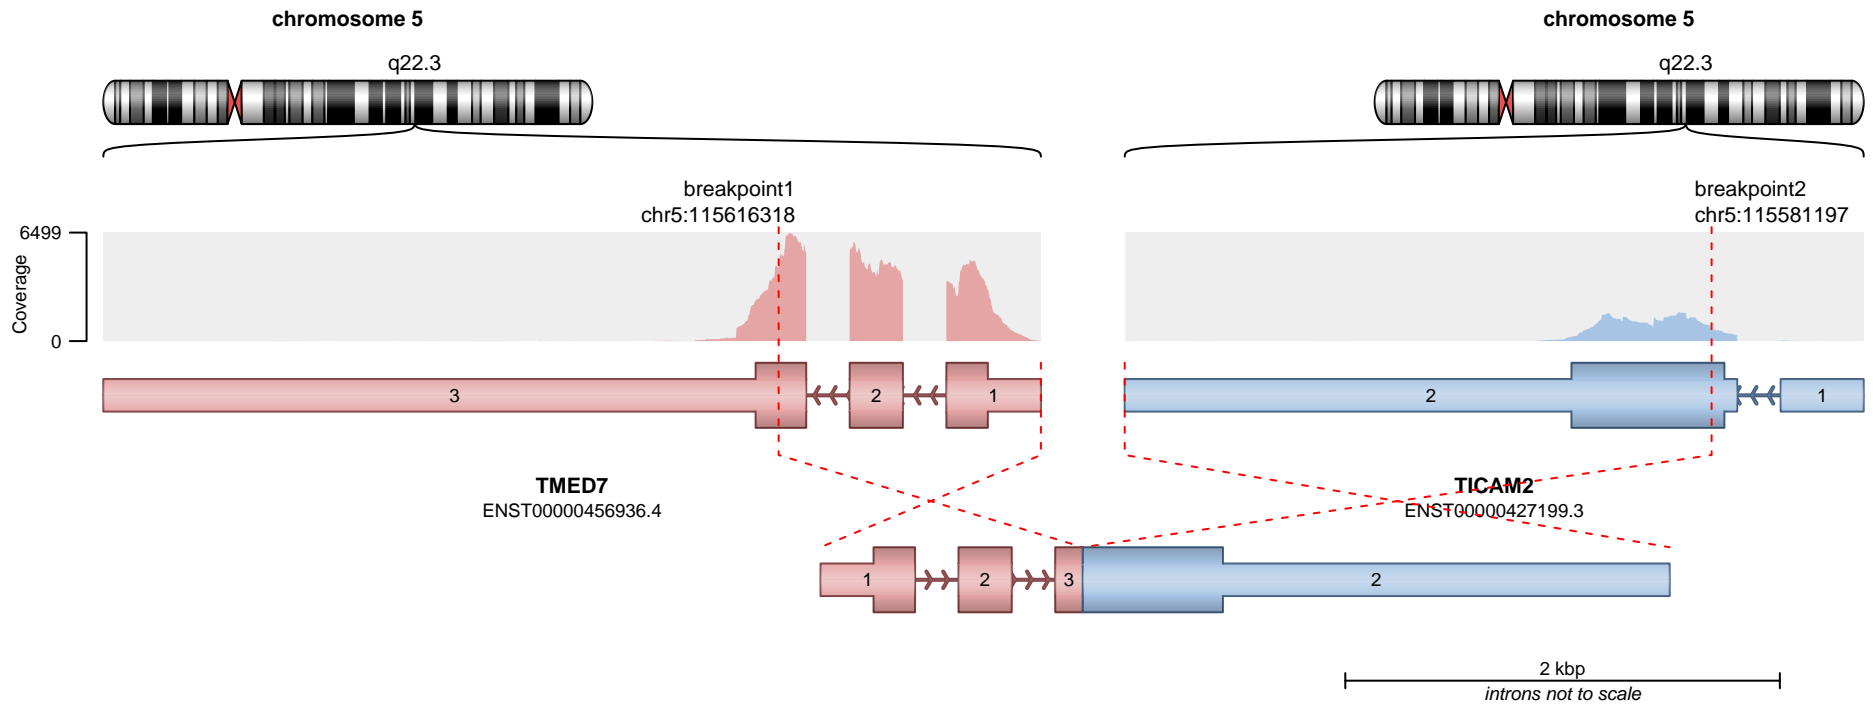 chromosome 5
chromosome 5
q22.3
q22.3
breakpoint1
chr5:115616318
breakpoint2
chr5:115581197
6499
Coverage
0
3
2
1
2
1
TMED7
ENST00000456936.4
TICAM2
ENST00000427199.3
1
2
3
2
2 kbp
introns not to scale